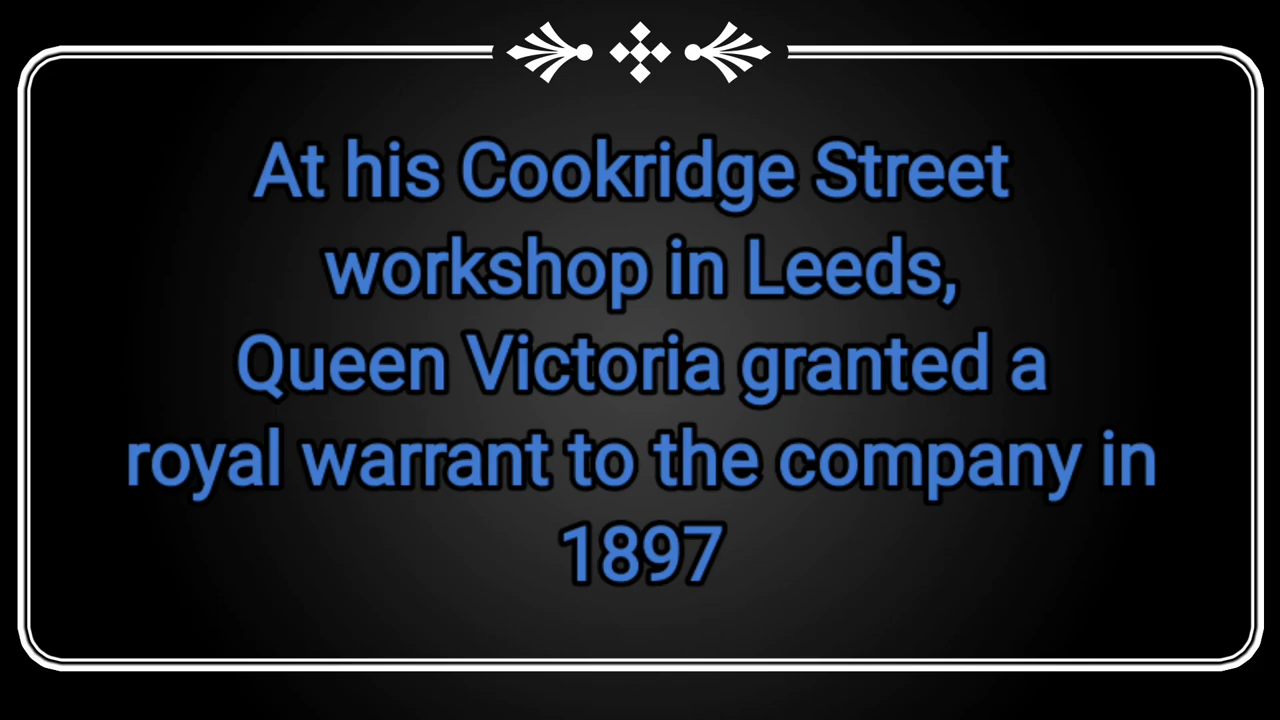 At his Cookridge Street
workshop in Leeds,
Queen Victoria granted a
royal warrant to the company in
1897